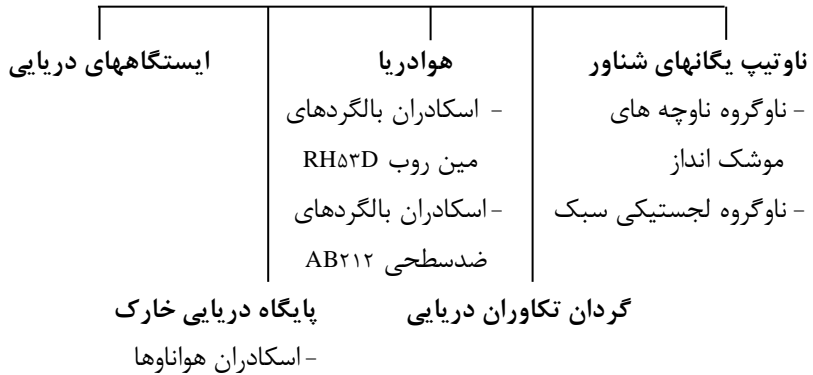 ناوتیپ یگانهای شناور
- ناوگروه ناوچه های
موشک انداز
- ناوگروه لجستیکی سبک
هوادریا
- اسکادران بالگردهای
مین روب RH۵۳D
- اسکادران بالگردهای
ضدسطحی AB۲۱۲
ایستگاههای دریایی
گردان تکاوران دریایی
پایگاه دریایی خارک
- اسکادران هواناوها